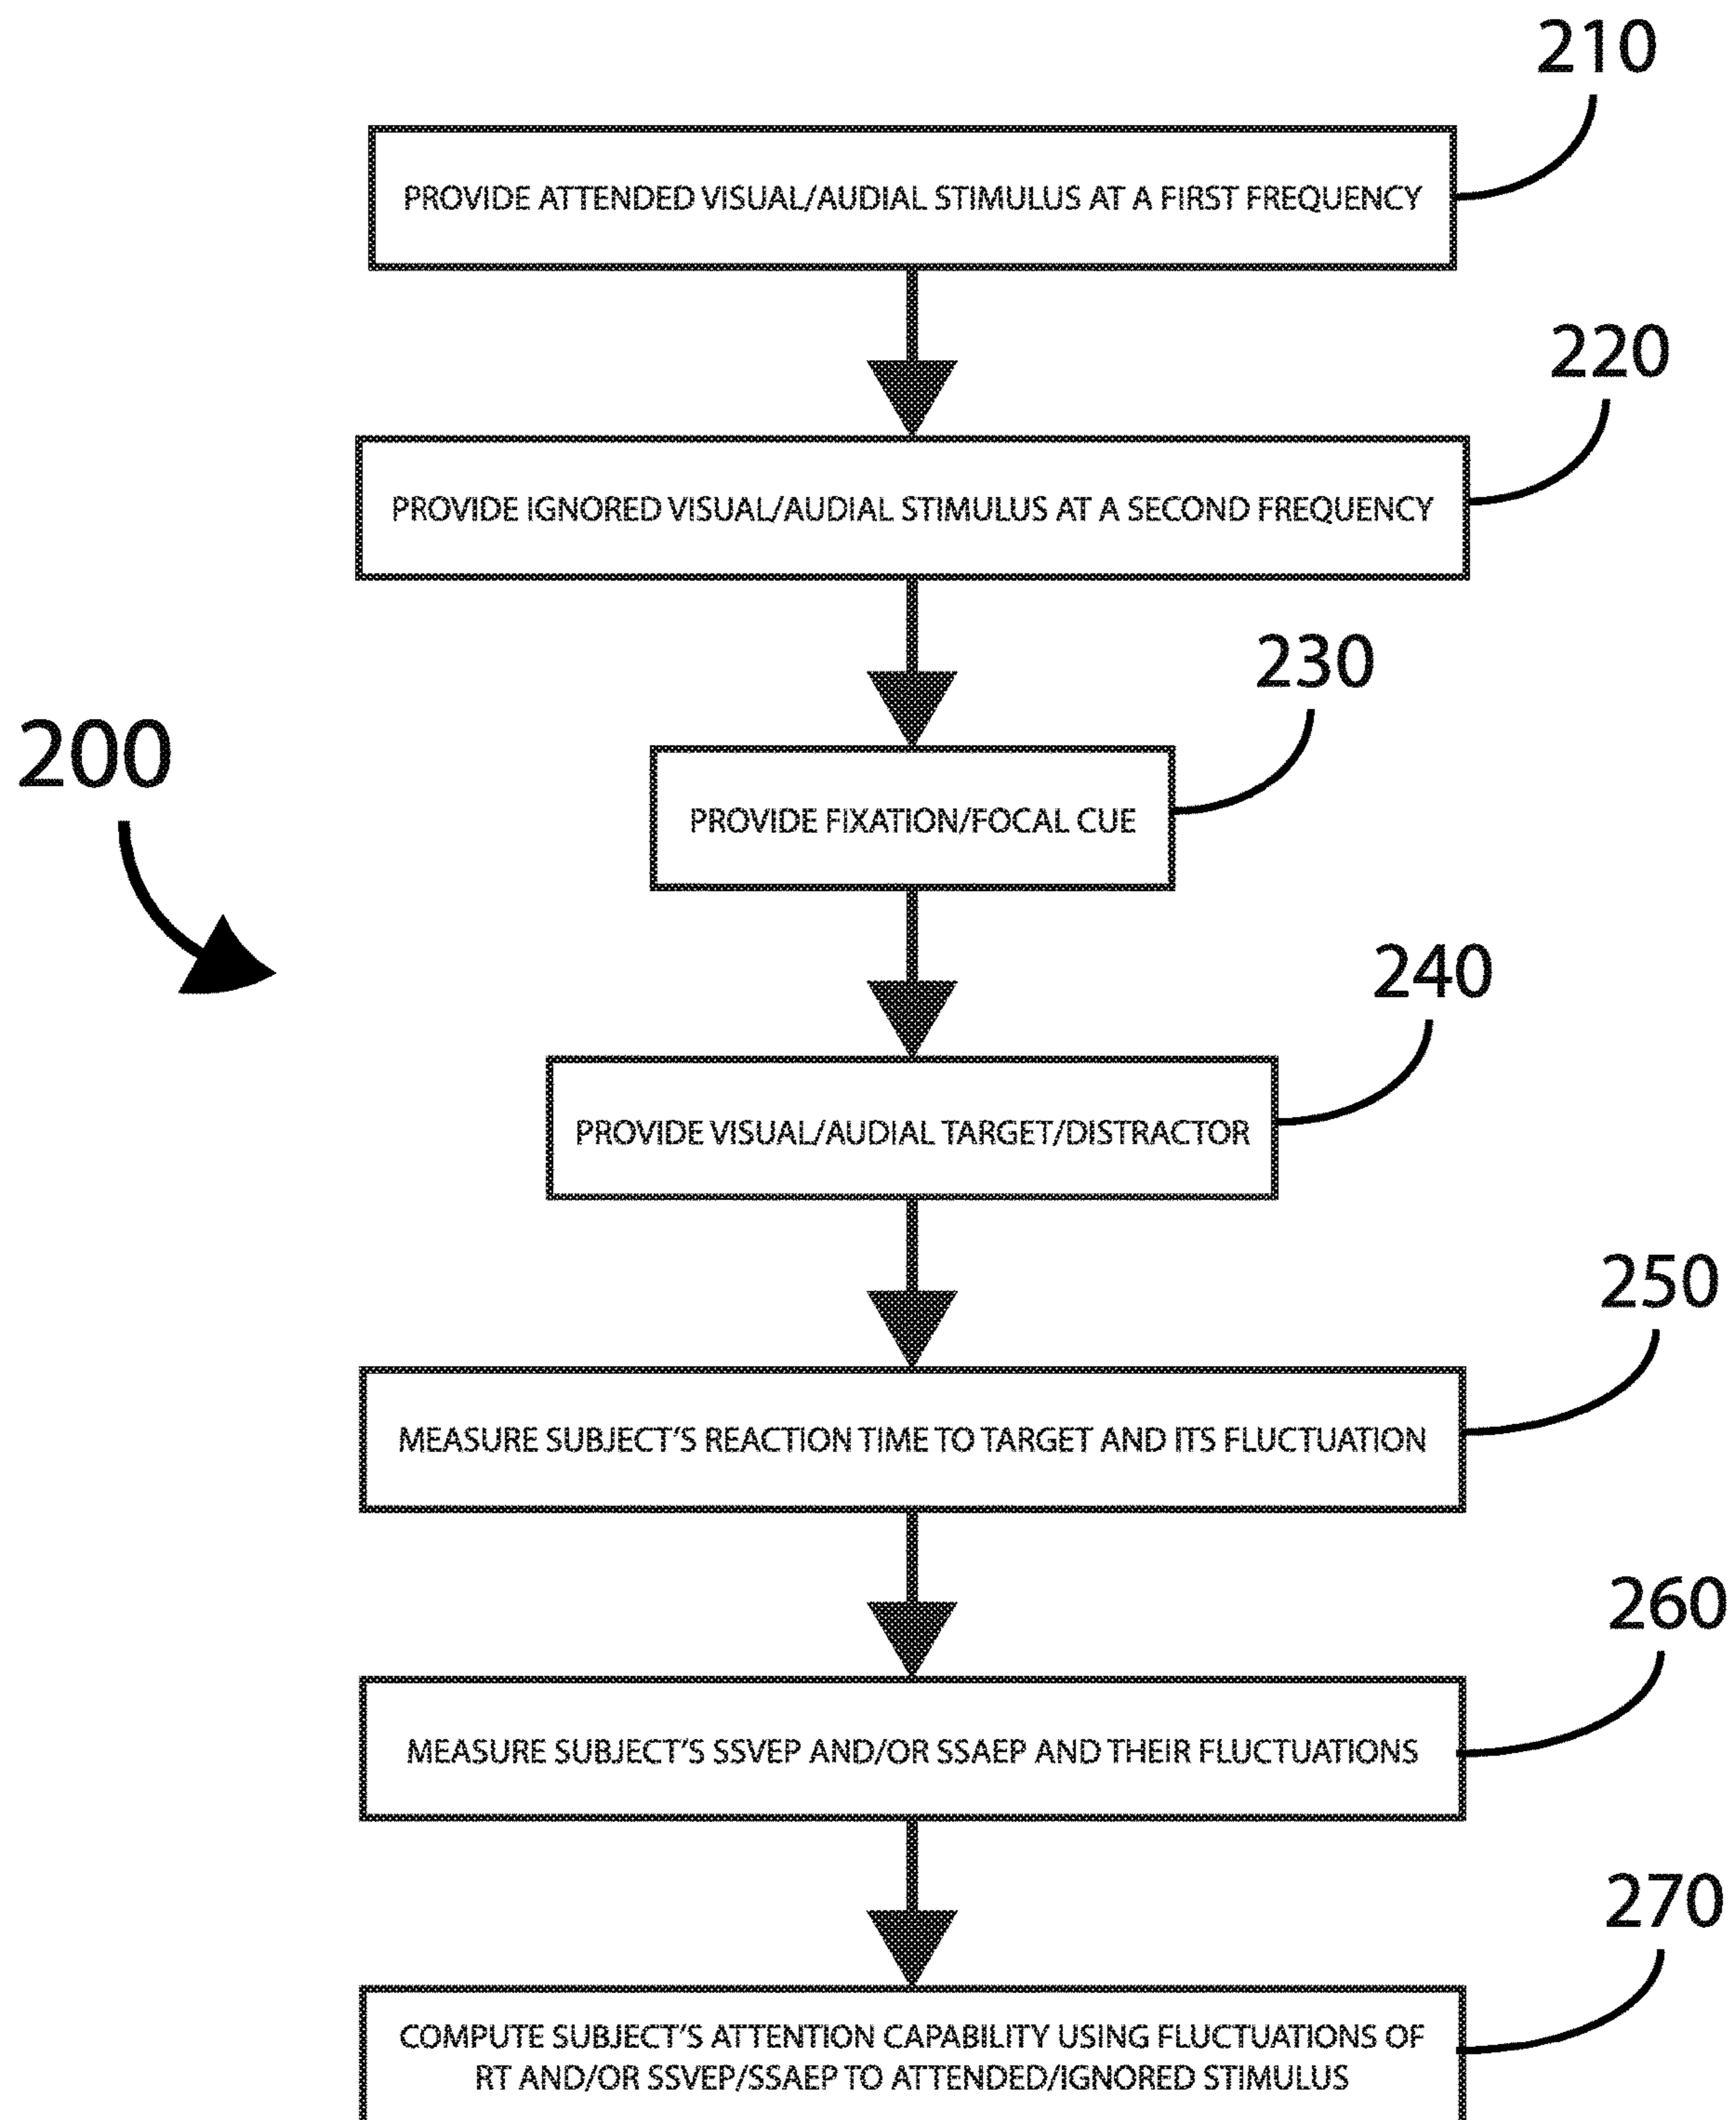 210
PROVIDE ATTENDED VISUAL/AUDIAL STIMULUS AT A FIRST FREQUENCY
220
PROVIDE IGNORED VISUAL/AUDIAL STIMULUS AT A SECOND FREQUENCY
230
200
PROVIDE FIXATION/FOCAL CUE
240
PROVIDE VISUAL/AUDIAL TARGET/DISTRACTOR
250
MEASURE SUBJECT'S REACTION TIME TO TARGET AND ITS FLUCTUATION
260
MEASURE SUBJECT'S SSVEP AND/OR SSAEP AND THEIR FLUCTUATIONS
270
COMPUTE SUBJECT'S ATTENTION CAPABILITY USING FLUCTUATIONS OF
RT AND/OR SSVEP/SSAEP TO ATTENDED/IGNORED STIMULUS